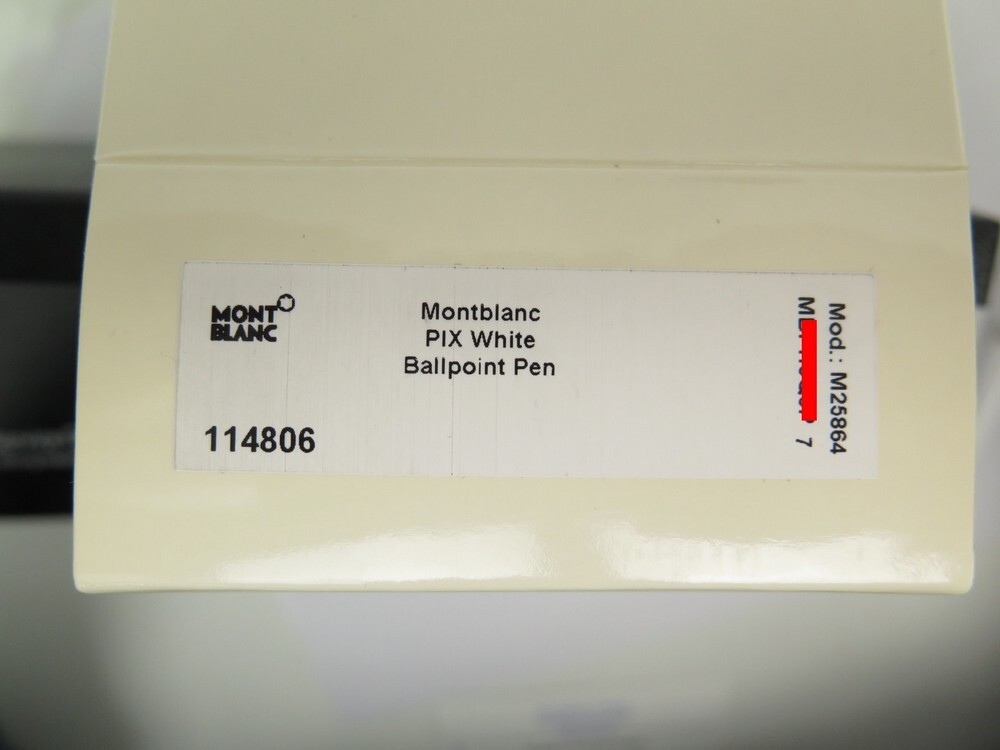 MONT
BLANC
Montblanc
PIX White
Ballpoint Pen
114806
Mod.: M25864
7